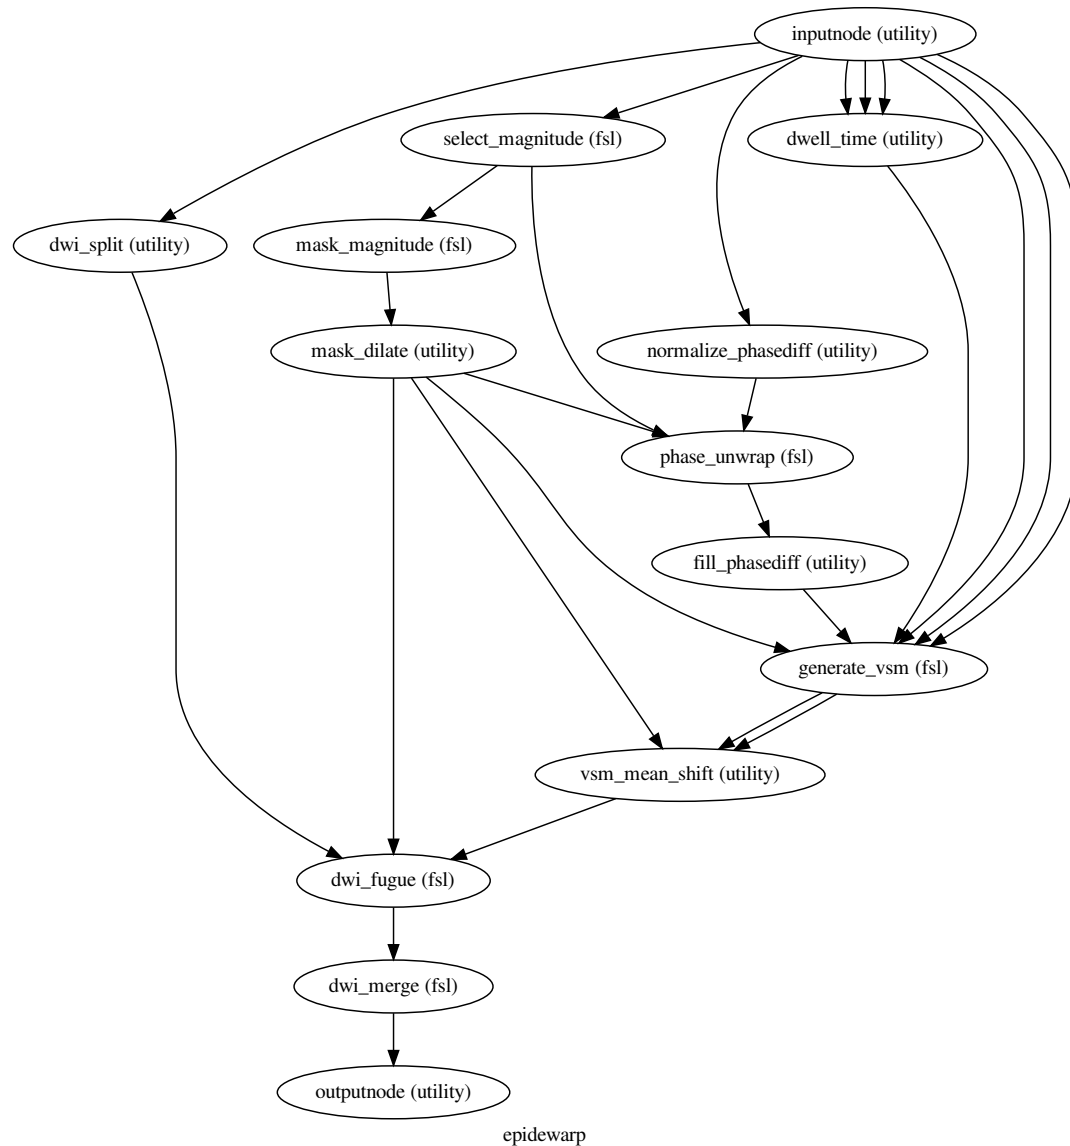 inputnode (utility)
select_magnitude (fsl)
dwell_time (utility)
dwi_split (utility)
mask_magnitude (fsl)
mask_dilate (utility)
normalize_phasediff (utility)
phase_unwrap (fsl)
fill_phasediff (utility)
generate_vsm (fsl)
vsm_mean_shift (utility)
dwi_fugue (fsl)
dwi_merge (fsl)
outputnode (utility)
epidewarp